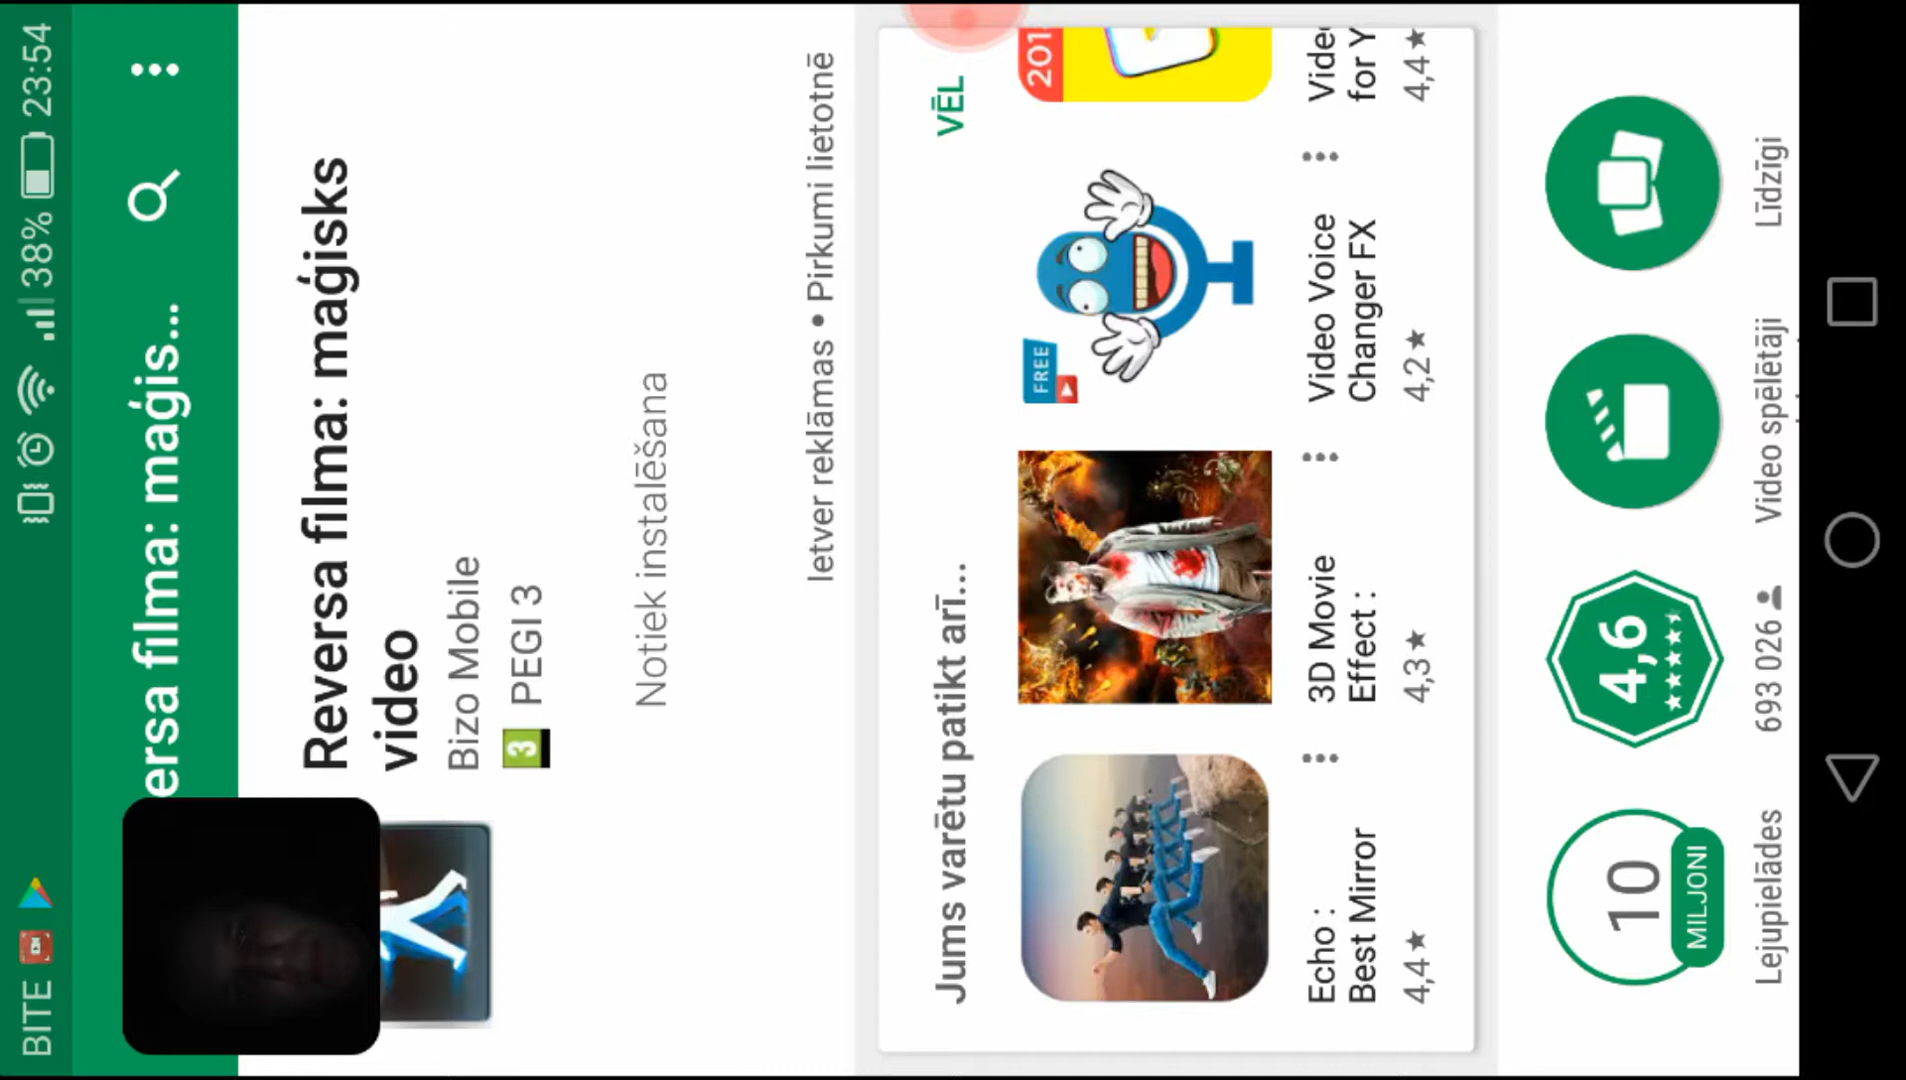 BITE 38% 23:54
ersa filma: maģis...
Reversa filma: maģisks
video
Bizo Mobile
3 PEGI 3
Notiek instalēšana
Ietver reklāmas • Pirkumi lietotnē
Jums varētu patikt arī...
VĒL
Echo :
Best Mirror
4,4★
3D Movie
Effect :
4,3★
FREE
Video Voice
Changer FX
4,2★
201
Vide
for Y
4,4★
10
MILJONI
Lejupielādes
4,6
693 026
Video spēlētāji
Līdzīgi